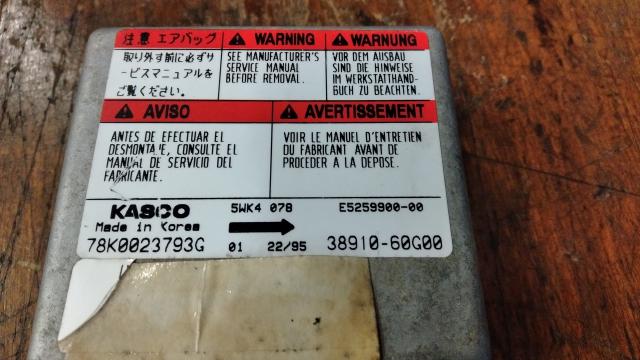 注意 エアバッグ
取り外す前に必ずサ
ービスマニュアルを
ご覧ください。
WARNING
SEE MANUFACTURER'S
SERVICE MANUAL
BEFORE REMOVAL.
WARNUNG
VOR DEM AUSBAU
SIND DIE HINWEISE
IM WERKSTATTHAND-
BUCH ZU BEACHTEN.
AVISO
ANTES DE EFECTUAR EL
DESMONTAJE, CONSULTE EL
MANUAL DE SERVICIO DEL
FABRICANTE.
AVERTISSEMENT
VOIR LE MANUEL D'ENTRETIEN
DU FABRICANT AVANT DE
PROCEDER A LA DEPOSE.
KASCO 5WK4 078 E5259900-00
Made in Korea
78K0023793G 01 22/95 38910-60G00